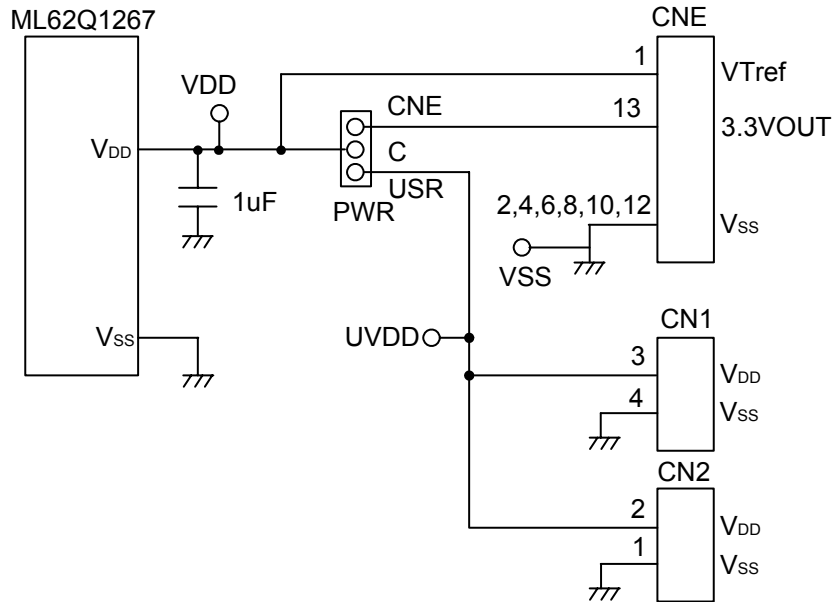 ML62Q1267
CNE
1
VTref
VDD
CNE
13
3.3VOUT
VDD
C
1uF
USR
PWR
2,4,6,8,10,12
VSS
VSS
VSS
UVDD
CN1
3
VDD
4
VSS
CN2
2
VDD
1
VSS